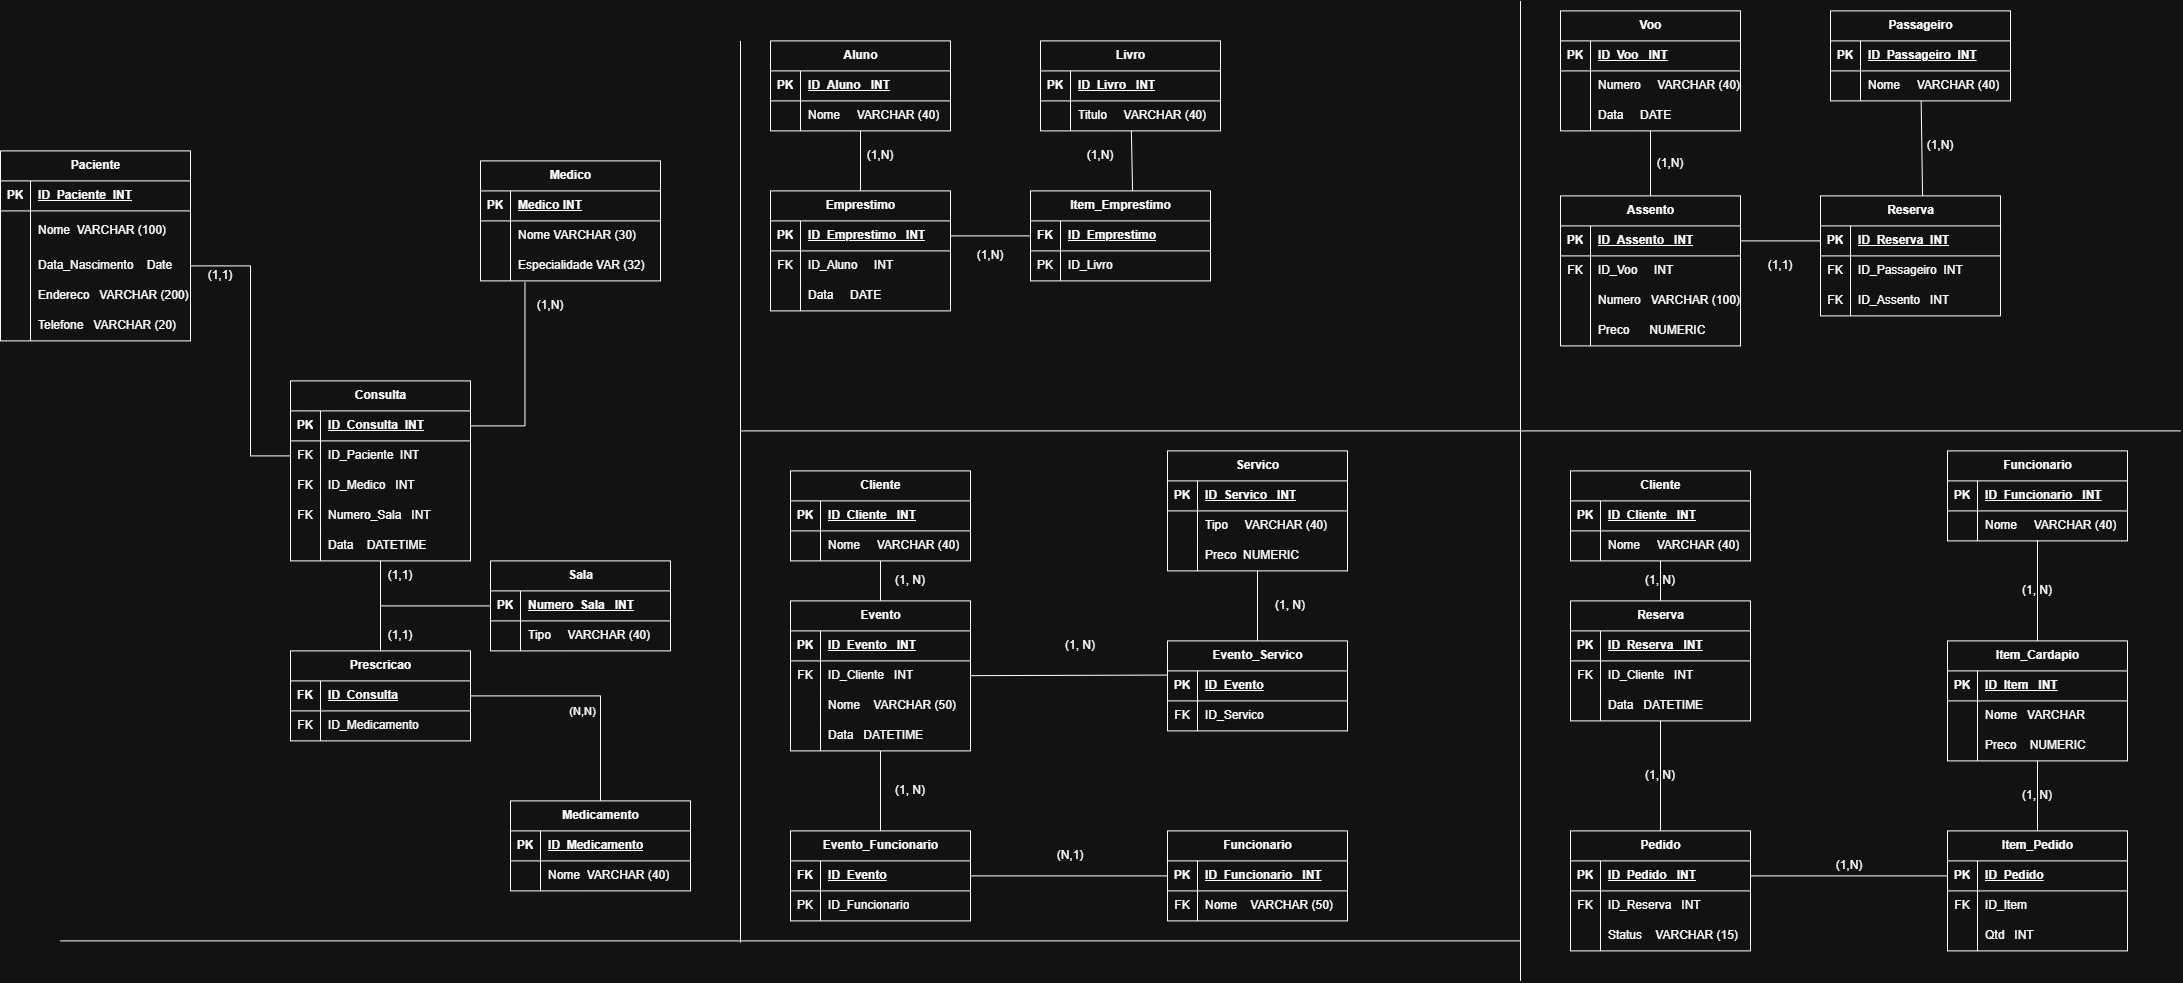 Paciente
PK ID_Paciente INT
Nome VARCHAR (100)
Data_Nascimento Date
Endereco VARCHAR (200)
Telefone VARCHAR (20)
(1,1)
Medico
PK Medico INT
Nome VARCHAR (30)
Especialidade VAR (32)
(1,N)
Consulta
PK ID_Consulta INT
FK ID_Paciente INT
FK ID_Medico INT
FK Numero_Sala INT
Data DATETIME
(1,1)
Sala
PK Numero_Sala INT
Tipo VARCHAR (40)
(1,1)
Prescricao
FK ID_Consulta
FK ID_Medicamento
(N,N)
Medicamento
PK ID_Medicamento
Nome VARCHAR (40)
Aluno
PK ID_Aluno INT
Nome VARCHAR (40)
(1,N)
Livro
PK ID_Livro INT
Titulo VARCHAR (40)
(1,N)
Emprestimo
PK ID_Emprestimo INT
FK ID_Aluno INT
Data DATE
(1,N)
Item_Emprestimo
FK ID_Emprestimo
PK ID_Livro
Voo
PK ID_Voo INT
Numero VARCHAR (40)
Data DATE
(1,N)
Passageiro
PK ID_Passageiro INT
Nome VARCHAR (40)
(1,N)
Assento
PK ID_Assento INT
FK ID_Voo INT
Numero VARCHAR (100)
Preco NUMERIC
(1,1)
Reserva
PK ID_Reserva INT
FK ID_Passageiro INT
FK ID_Assento INT
Cliente
PK ID_Cliente INT
Nome VARCHAR (40)
(1, N)
Servico
PK ID_Servico INT
Tipo VARCHAR (40)
Preco NUMERIC
(1, N)
Evento
PK ID_Evento INT
FK ID_Cliente INT
Nome VARCHAR (50)
Data DATETIME
(1, N)
Evento_Servico
PK ID_Evento
FK ID_Servico
(1, N)
Evento_Funcionario
FK ID_Evento
PK ID_Funcionario
(N,1)
Funcionario
PK ID_Funcionario INT
FK Nome VARCHAR (50)
Cliente
PK ID_Cliente INT
Nome VARCHAR (40)
(1, N)
Funcionario
PK ID_Funcionario INT
Nome VARCHAR (40)
(1, N)
Reserva
PK ID_Reserva INT
FK ID_Cliente INT
Data DATETIME
(1, N)
Item_Cardapio
PK ID_Item INT
Nome VARCHAR
Preco NUMERIC
(1, N)
Pedido
PK ID_Pedido INT
FK ID_Reserva INT
Status VARCHAR (15)
(1,N)
Item_Pedido
PK ID_Pedido
FK ID_Item
Qtd INT